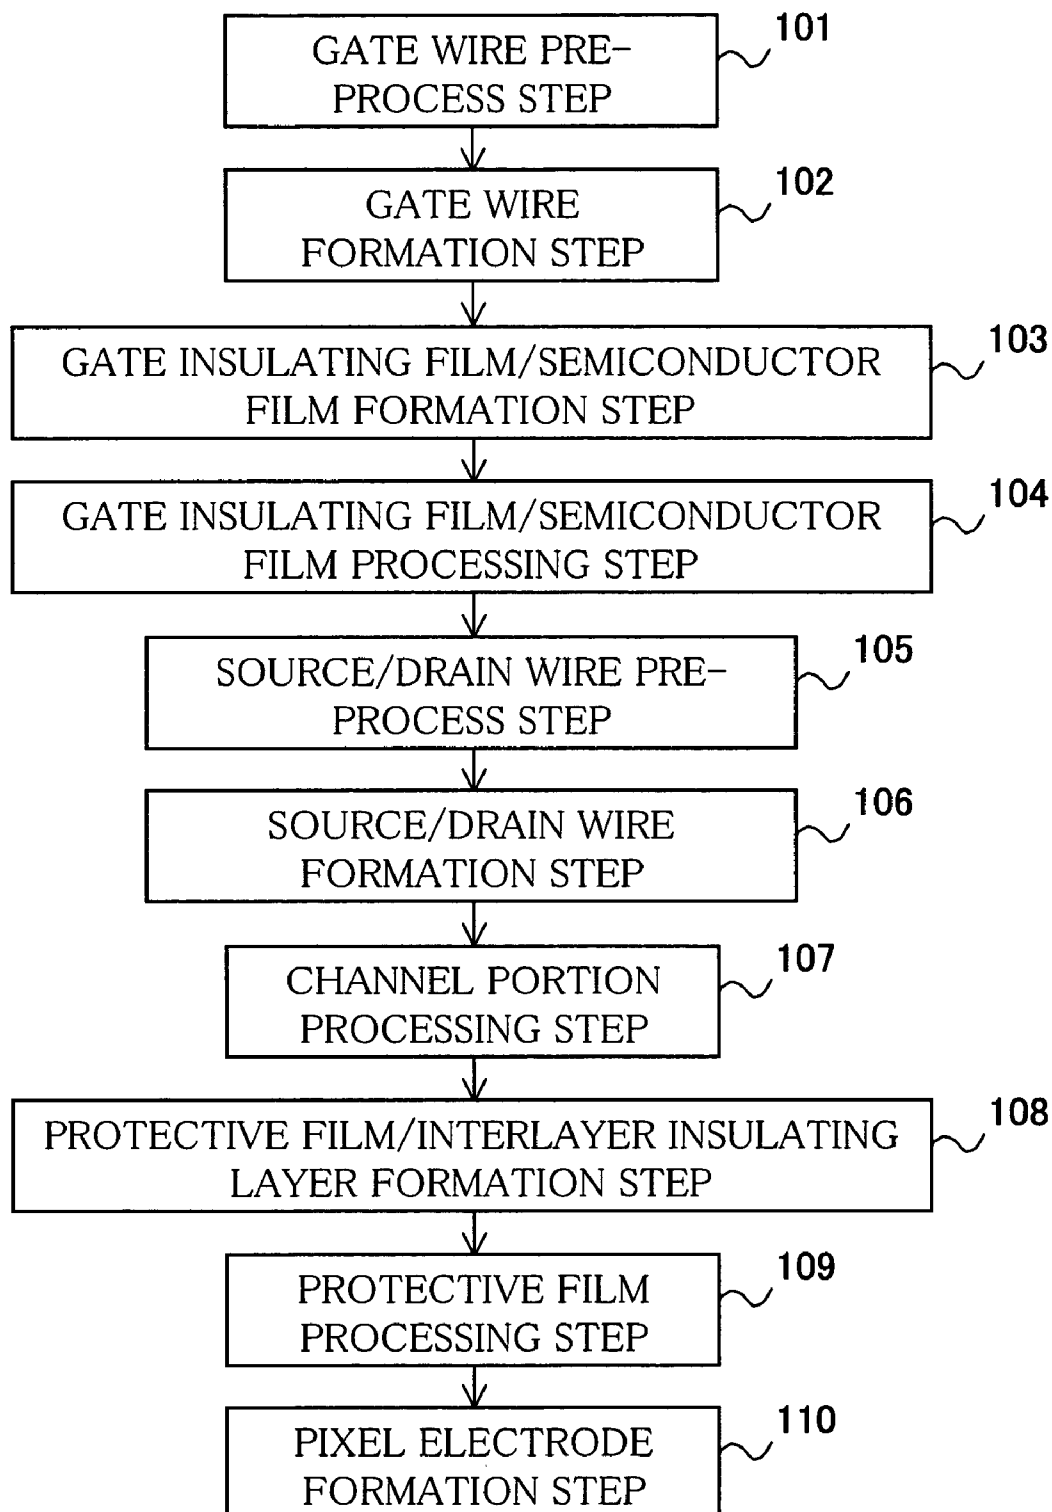 GATE WIRE PRE-
PROCESS STEP
101
GATE WIRE
FORMATION STEP
102
GATE INSULATING FILM/SEMICONDUCTOR
FILM FORMATION STEP
103
GATE INSULATING FILM/SEMICONDUCTOR
FILM PROCESSING STEP
104
SOURCE/DRAIN WIRE PRE-
PROCESS STEP
105
SOURCE/DRAIN WIRE
FORMATION STEP
106
CHANNEL PORTION
PROCESSING STEP
107
PROTECTIVE FILM/INTERLAYER INSULATING
LAYER FORMATION STEP
108
PROTECTIVE FILM
PROCESSING STEP
109
PIXEL ELECTRODE
FORMATION STEP
110